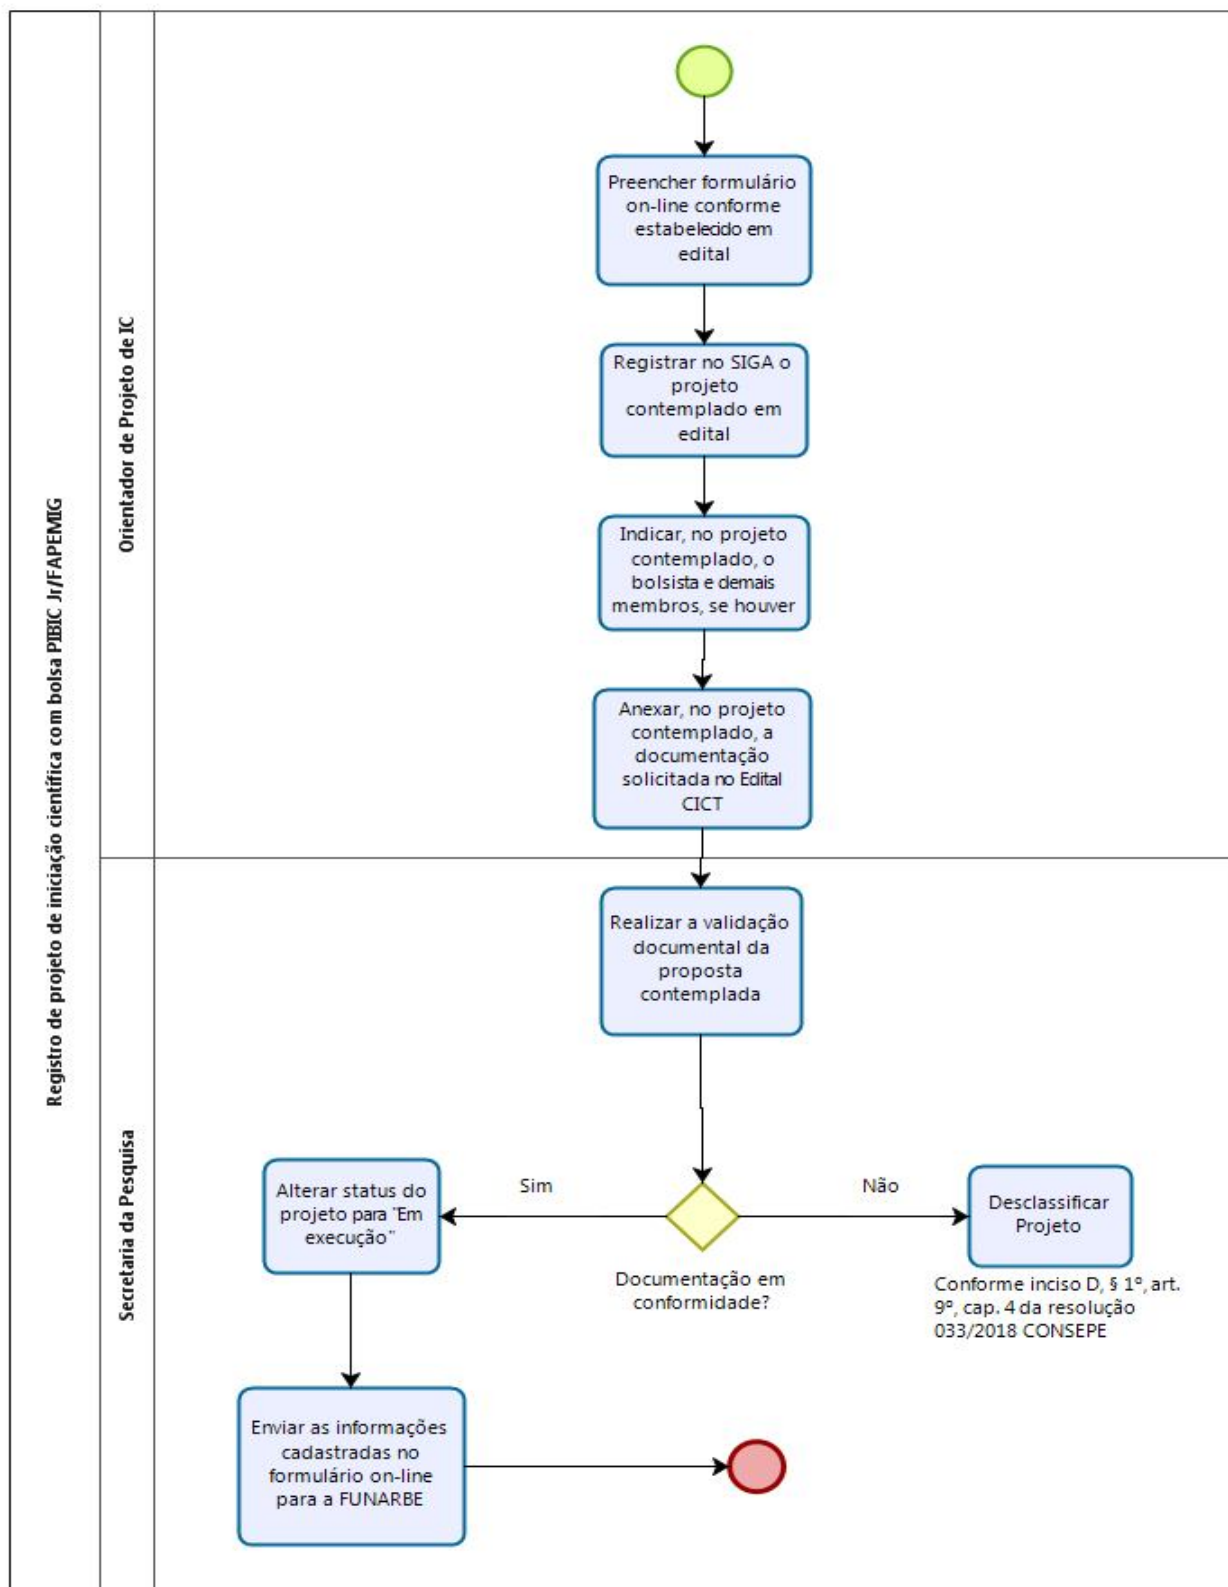 Registro de projeto de iniciação científica com bolsa PIBIC Jr/FAPEMIG
Orientador de Projeto de IC
Preencher formulário
on-line conforme
estabelecido em
edital
Registrar no SIGA o
projeto
contemplado em
edital
Indicar, no projeto
contemplado, o
bolsista e demais
membros, se houver
Anexar, no projeto
contemplado, a
documentação
solicitada no Edital
CICT
Secretaria da Pesquisa
Realizar a validação
documental da
proposta
contemplada
Documentação em
conformidade?
Sim
Alterar status do
projeto para "Em
execução"
Não
Desclassificar
Projeto
Conforme inciso D, § 1º, art.
9º, cap. 4 da resolução
033/2018 CONSEPE
Enviar as informações
cadastradas no
formulário on-line
para a FUNARBE